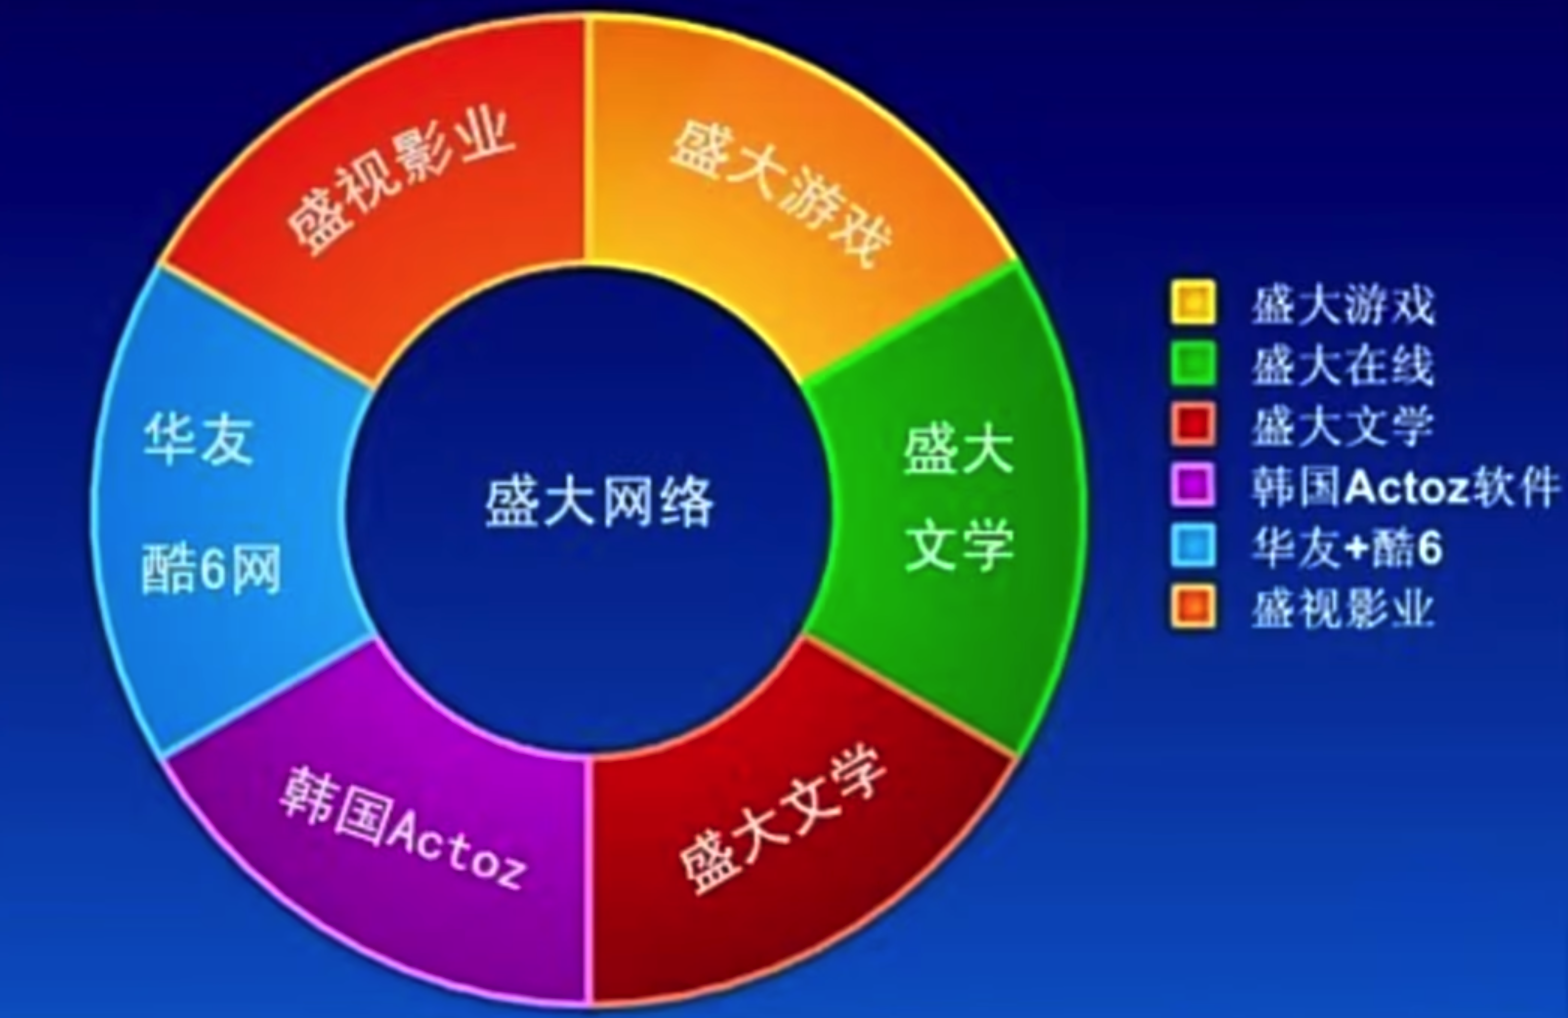 盛视影业
盛大游戏
华友
酷6网
盛大网络
盛大
文学
韩国Actoz
盛大文学
盛大游戏
盛大在线
盛大文学
韩国Actoz软件
华友+酷6
盛视影业